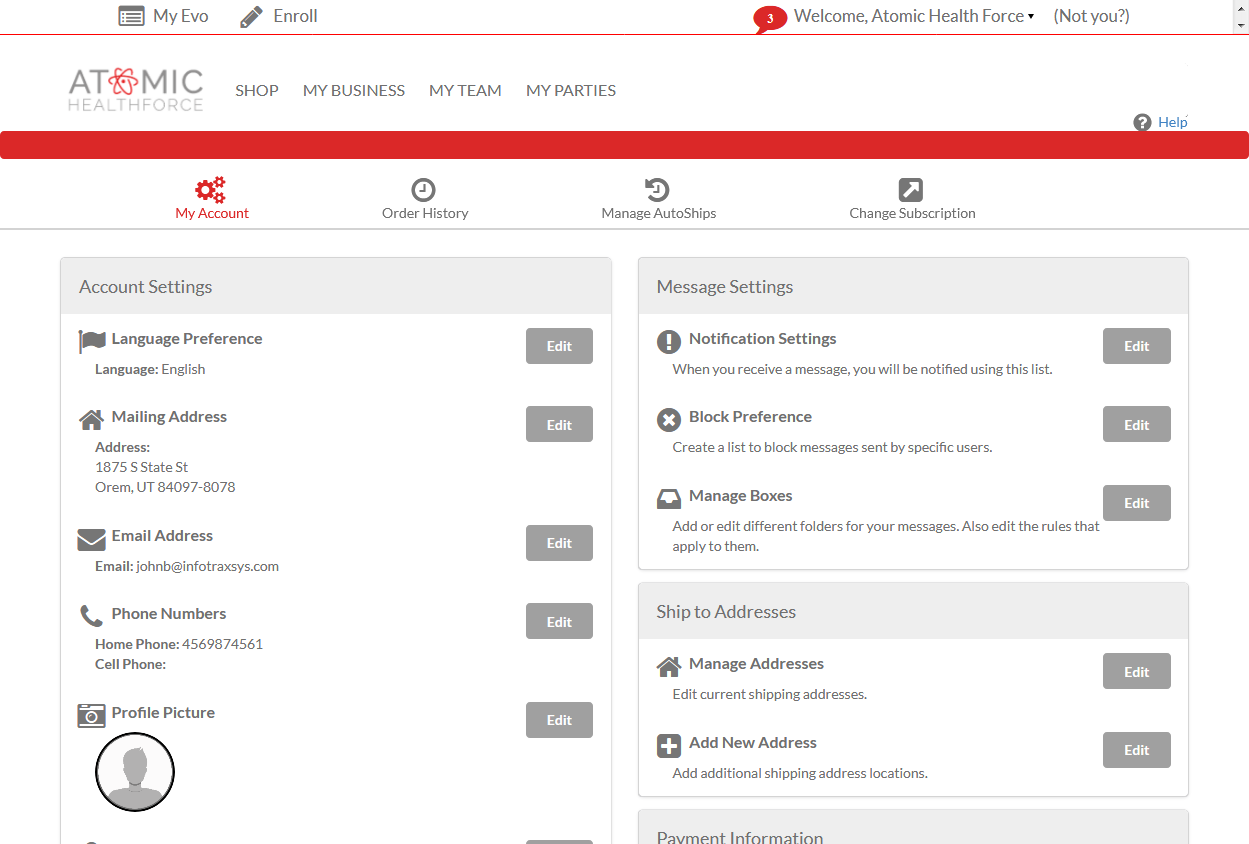 My Evo
Enroll
3
Welcome, Atomic Health Force
(Not you?)
ATOMIC
HEALTHFORCE
SHOP
MY BUSINESS
MY TEAM
MY PARTIES
? Help
My Account
Order History
Manage AutoShips
Change Subscription
Account Settings
Language Preference
Edit
Language: English
Mailing Address
Edit
Address:
1875 S State St
Orem, UT 84097-8078
Email Address
Edit
Email: johnb@infotraxsys.com
Phone Numbers
Edit
Home Phone: 4569874561
Cell Phone:
Profile Picture
Edit
Message Settings
Notification Settings
Edit
When you receive a message, you will be notified using this list.
Block Preference
Edit
Create a list to block messages sent by specific users.
Manage Boxes
Edit
Add or edit different folders for your messages. Also edit the rules that
apply to them.
Ship to Addresses
Manage Addresses
Edit
Edit current shipping addresses.
Add New Address
Edit
Add additional shipping address locations.
Payment Information